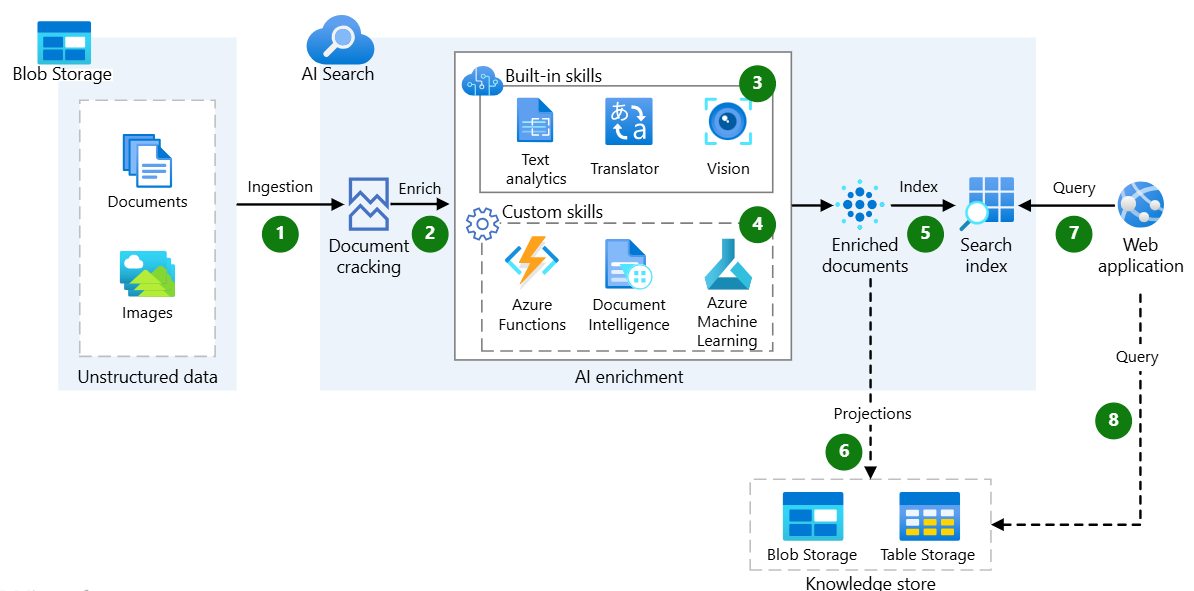 Blob Storage
AI Search
Documents
Images
Unstructured data
Ingestion
1
Document
cracking
Enrich
2
Built-in skills
3
Text
analytics
Translator
Vision
Custom skills
4
Azure
Functions
Document
Intelligence
Azure
Machine
Learning
AI enrichment
Enriched
documents
Index
5
Search
index
Query
7
Web
application
Projections
6
Query
8
Blob Storage
Table Storage
Knowledge store